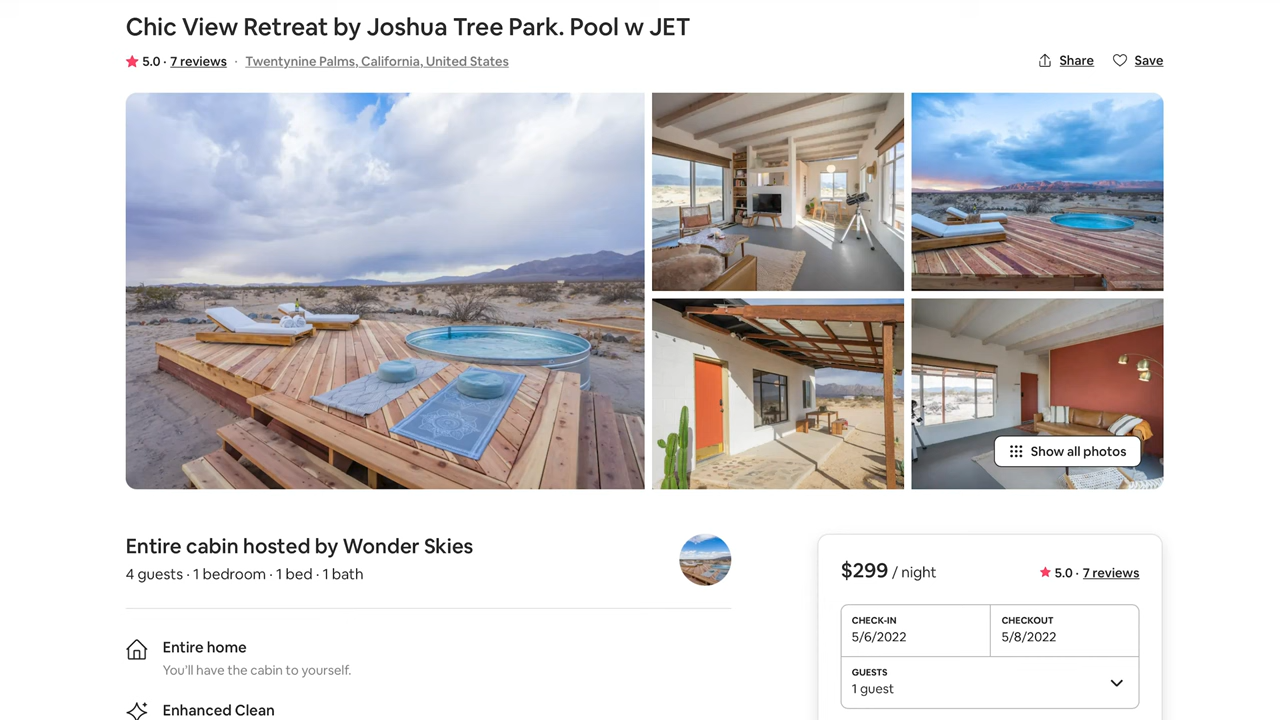 Chic View Retreat by Joshua Tree Park. Pool w JET
5.0 · 7 reviews · Twentynine Palms, California, United States
Share Save
Show all photos
Entire cabin hosted by Wonder Skies
4 guests · 1 bedroom · 1 bed · 1 bath
Entire home
You'll have the cabin to yourself.
Enhanced Clean
$299 / night
5.0 · 7 reviews
CHECK-IN
5/6/2022
CHECKOUT
5/8/2022
GUESTS
1 guest